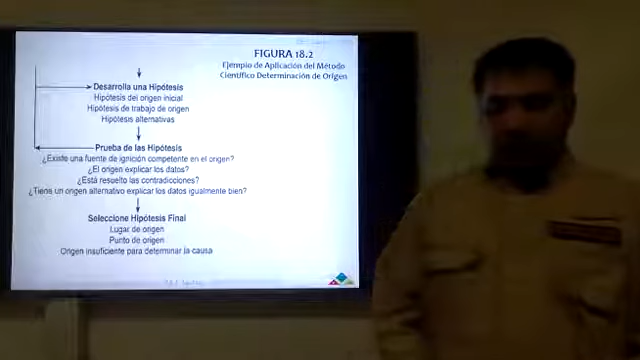 FIGURA 18.2
Ejemplo de Aplicación del Método
Científico Determinación de Origen
Desarrolla una Hipótesis
Hipótesis del origen inicial
Hipótesis de trabajo de origen
Hipótesis alternativas
Prueba de las Hipótesis
¿Existe una fuente de ignición competente en el origen?
¿El origen explicar los datos?
¿Está resuelto las contradicciones?
¿Tiene un origen alternativo explicar los datos igualmente bien?
Seleccione Hipótesis Final
Lugar de origen
Punto de origen
Origen insuficiente para determinar la causa